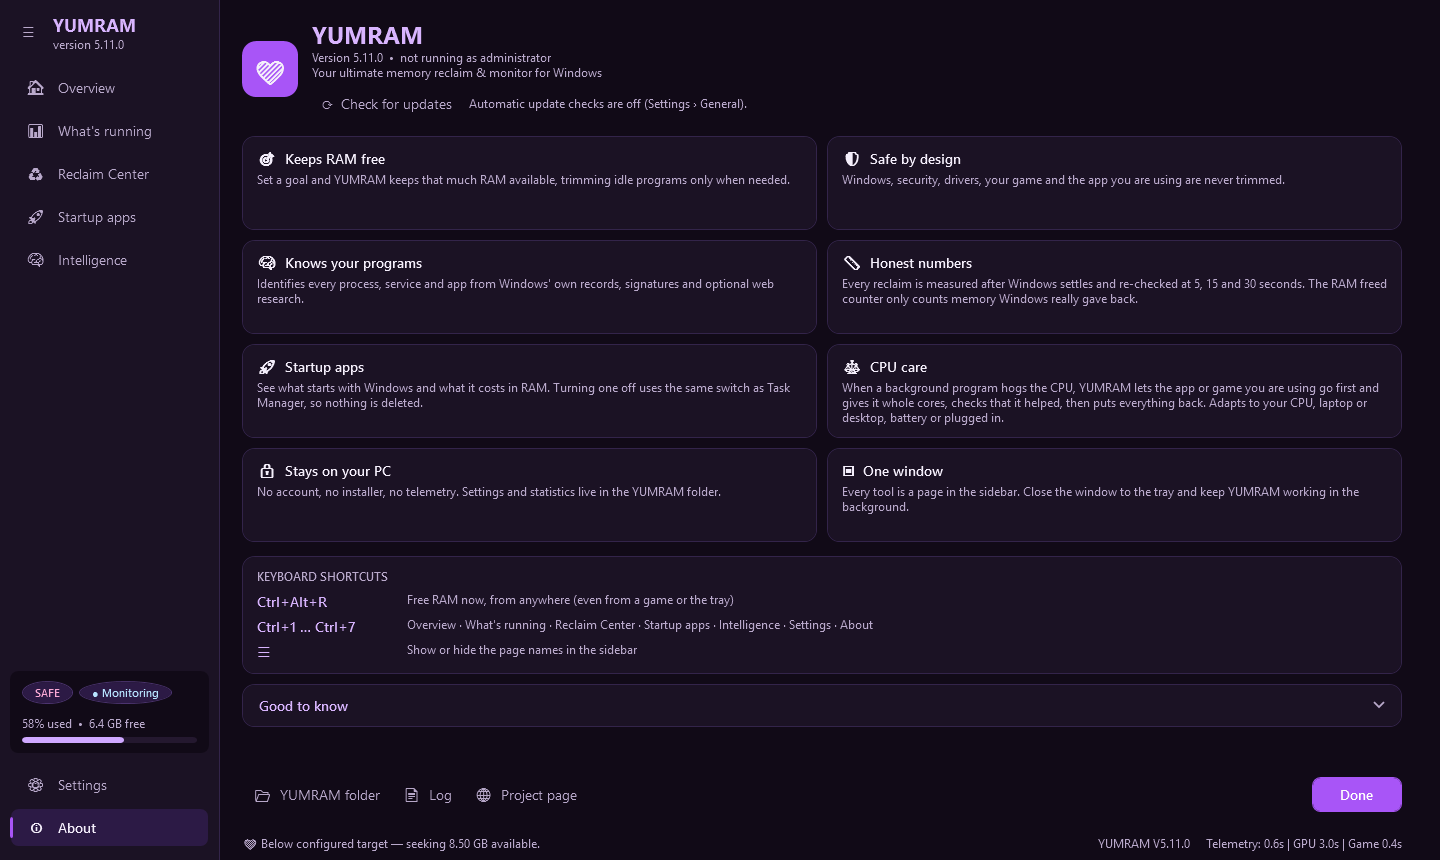 YUMRAM
version 5.11.0
Overview
What's running
Reclaim Center
Startup apps
Intelligence
SAFE
● Monitoring
58% used • 6.4 GB free
Settings
About
YUMRAM
Version 5.11.0 • not running as administrator
Your ultimate memory reclaim & monitor for Windows
Check for updates
Automatic update checks are off (Settings › General).
Keeps RAM free
Set a goal and YUMRAM keeps that much RAM available, trimming idle programs only when needed.
Safe by design
Windows, security, drivers, your game and the app you are using are never trimmed.
Knows your programs
Identifies every process, service and app from Windows' own records, signatures and optional web
research.
Honest numbers
Every reclaim is measured after Windows settles and re-checked at 5, 15 and 30 seconds. The RAM freed
counter only counts memory Windows really gave back.
Startup apps
See what starts with Windows and what it costs in RAM. Turning one off uses the same switch as Task
Manager, so nothing is deleted.
CPU care
When a background program hogs the CPU, YUMRAM lets the app or game you are using go first and
gives it whole cores, checks that it helped, then puts everything back. Adapts to your CPU, laptop or
desktop, battery or plugged in.
Stays on your PC
No account, no installer, no telemetry. Settings and statistics live in the YUMRAM folder.
One window
Every tool is a page in the sidebar. Close the window to the tray and keep YUMRAM working in the
background.
KEYBOARD SHORTCUTS
Ctrl+Alt+R Free RAM now, from anywhere (even from a game or the tray)
Ctrl+1 ... Ctrl+7 Overview · What's running · Reclaim Center · Startup apps · Intelligence · Settings · About
☰ Show or hide the page names in the sidebar
Good to know
YUMRAM folder
Log
Project page
Done
Below configured target — seeking 8.50 GB available.
YUMRAM V5.11.0
Telemetry: 0.6s | GPU 3.0s | Game 0.4s